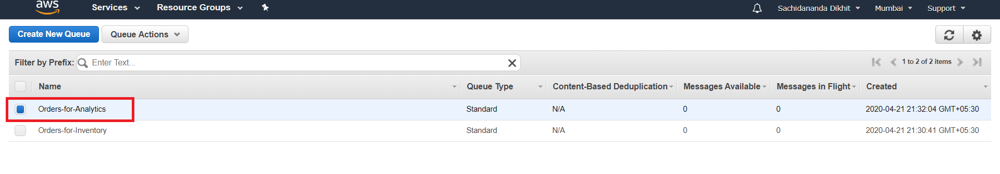 aws Services Resource Groups Sachidananda Dikhit Mumbai Support
Create New Queue Queue Actions
Filter by Prefix: Enter Text... 1 to 2 of 2 items
Name Queue Type Content-Based Deduplication Messages Available Messages in Flight Created
Orders-for-Analytics Standard N/A 0 0 2020-04-21 21:32:04 GMT+05:30
Orders-for-Inventory Standard N/A 0 0 2020-04-21 21:30:41 GMT+05:30